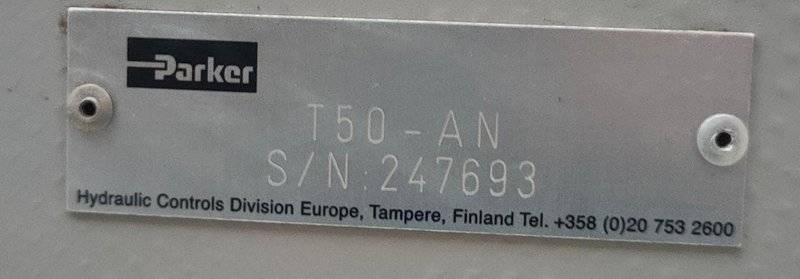 Parker
T50-AN
S/N:247693
Hydraulic Controls Division Europe, Tampere, Finland Tel. +358 (0)20 753 2600